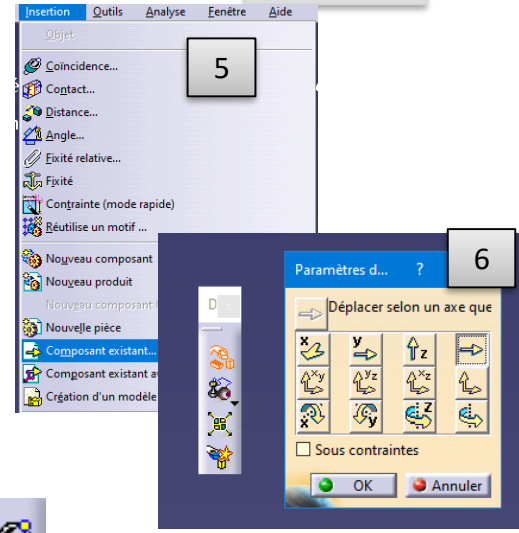 Insertion Outils Analyse Fenêtre Aide
Objet
5
Coïncidence...
Contact...
Distance...
Angle...
Fixité relative...
Fixité
Contrainte (mode rapide)
Réutilise un motif ...
Nouveau composant
Nouveau produit
Nouveau composant
Nouvelle pièce
Composant existant...
Composant existant
Création d'un modèle
6
Paramètres d... ?
D
Déplacer selon un axe que
x y z
xy yz xz
x y z
Sous contraintes
OK Annuler